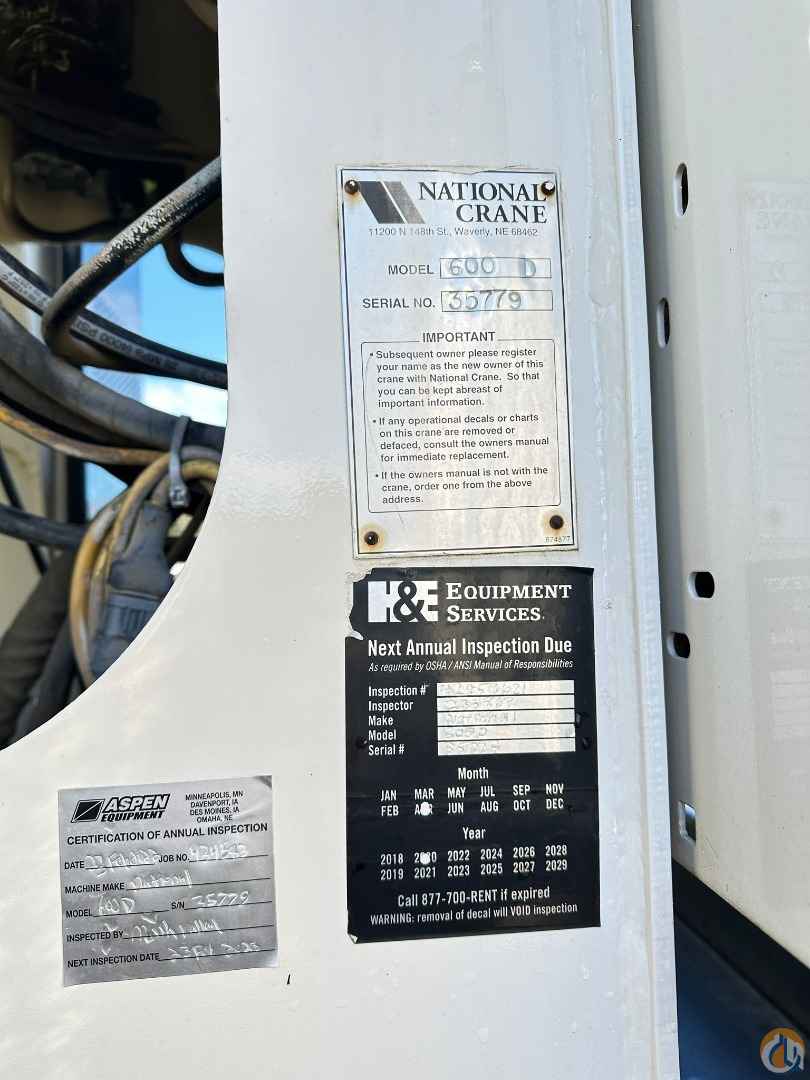 NATIONAL
CRANE
11200 N 148th St., Waverly, NE 68462
MODEL 600 D
SERIAL NO. 35779
IMPORTANT
• Subsequent owner please register
your name as the new owner of this
crane with National Crane. So that
you can be kept abreast of
important information.
• If any operational decals or charts
on this crane are removed or
defaced, consult the owners manual
for immediate replacement.
• If the owners manual is not with the
crane, order one from the above
address.
H&E EQUIPMENT
SERVICES
Next Annual Inspection Due
As required by OSHA / ANSI Manual of Responsibilities
Inspection #
Inspector
Make
Model
Serial #
Month
JAN MAR MAY JUL SEP NOV
FEB JUN AUG OCT DEC
Year
2018 2022 2024 2026 2028
2019 2021 2023 2025 2027 2029
Call 877-700-RENT if expired
WARNING: removal of decal will VOID inspection
ASPEN
EQUIPMENT
MINNEAPOLIS, MN
DAVENPORT, IA
DES MOINES, IA
OMAHA, NE
CERTIFICATION OF ANNUAL INSPECTION
DATE JOB NO.
MACHINE MAKE National
MODEL 600D S/N 35779
INSPECTED BY
NEXT INSPECTION DATE